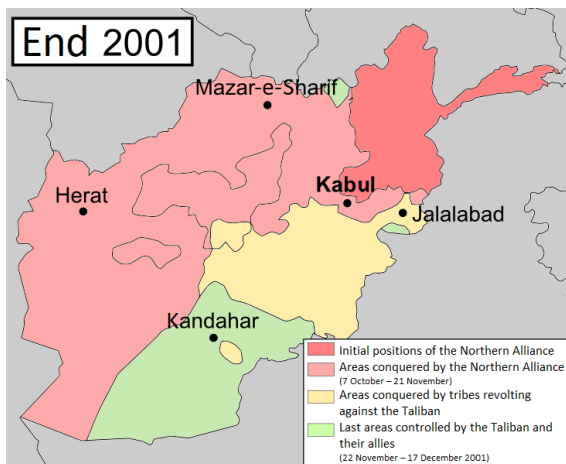 End 2001
Mazar-e-Sharif
Kabul
Herat
Jalalabad
Kandahar
Initial positions of the Northern Alliance
Areas conquered by the Northern Alliance
(7 October – 21 November)
Areas conquered by tribes revolting
against the Taliban
Last areas controlled by the Taliban and
their allies
(22 November – 17 December 2001)